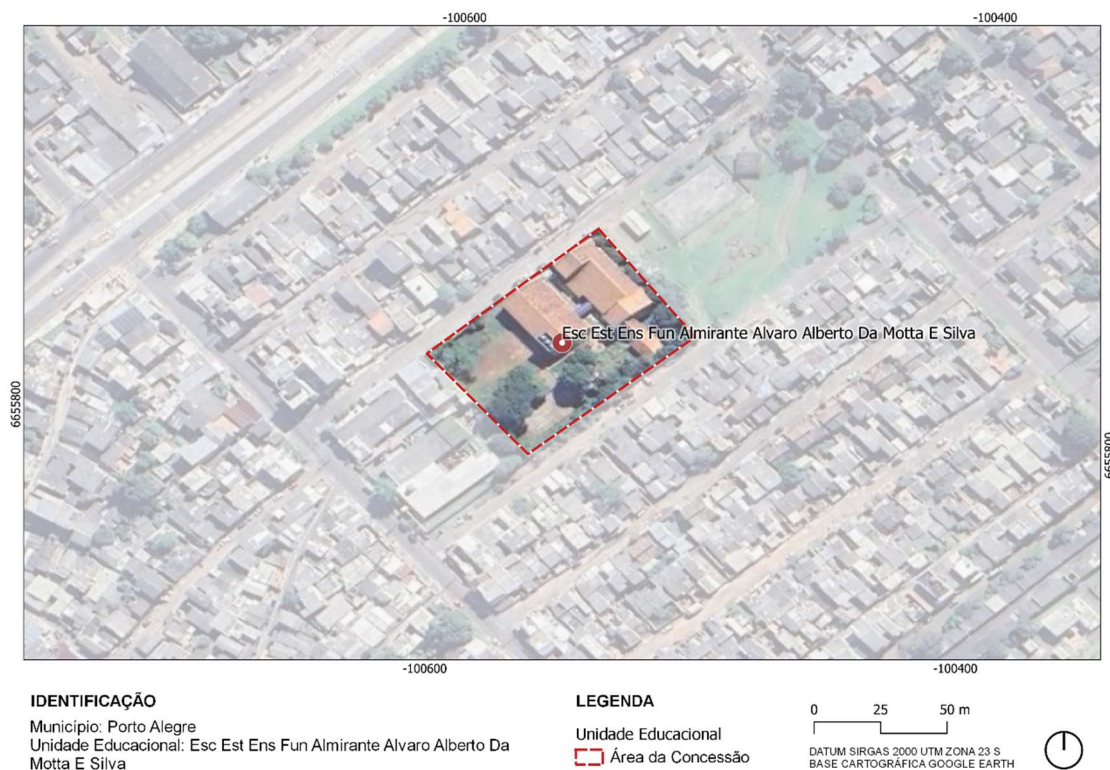 -100600
-100400
Esc Est Ens Fun Almirante Alvaro Alberto Da Motta E Silva
6655800
6655800
-100600
-100400
IDENTIFICAÇÃO
Município: Porto Alegre
Unidade Educacional: Esc Est Ens Fun Almirante Alvaro Alberto Da
Motta E Silva
LEGENDA
Unidade Educacional
Área da Concessão
0 25 50 m
DATUM SIRGAS 2000 UTM ZONA 23 S
BASE CARTOGRÁFICA GOOGLE EARTH